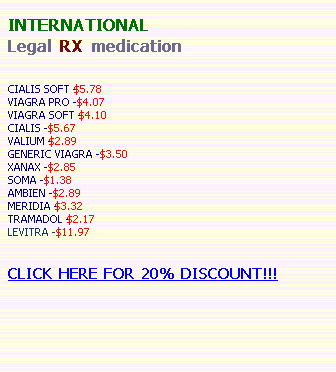 INTERNATIONAL
Legal RX medication
CIALIS SOFT $5.78
VIAGRA PRO -$4.07
VIAGRA SOFT $4.10
CIALIS -$5.67
VALIUM $2.89
GENERIC VIAGRA -$3.50
XANAX -$2.85
SOMA -$1.38
AMBIEN -$2.89
MERIDIA $3.32
TRAMADOL $2.17
LEVITRA -$11.97
CLICK HERE FOR 20% DISCOUNT!!!